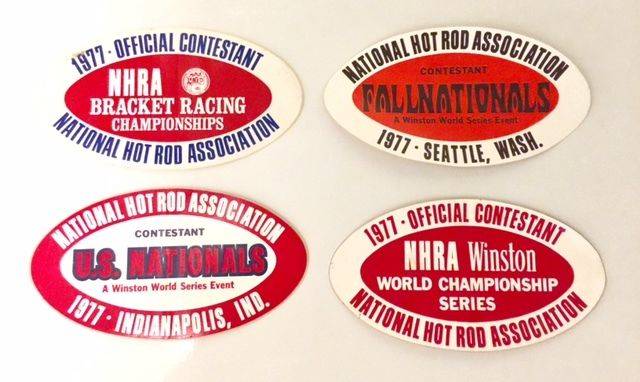 1977 · OFFICIAL CONTESTANT
NHRA
BRACKET RACING
CHAMPIONSHIPS
NATIONAL HOT ROD ASSOCIATION
NATIONAL HOT ROD ASSOCIATION
CONTESTANT
FALLNATIONALS
A Winston World Series Event
1977 · SEATTLE, WASH.
NATIONAL HOT ROD ASSOCIATION
CONTESTANT
U.S. NATIONALS
A Winston World Series Event
1977 · INDIANAPOLIS, IND.
1977 · OFFICIAL CONTESTANT
NHRA Winston
WORLD CHAMPIONSHIP
SERIES
NATIONAL HOT ROD ASSOCIATION